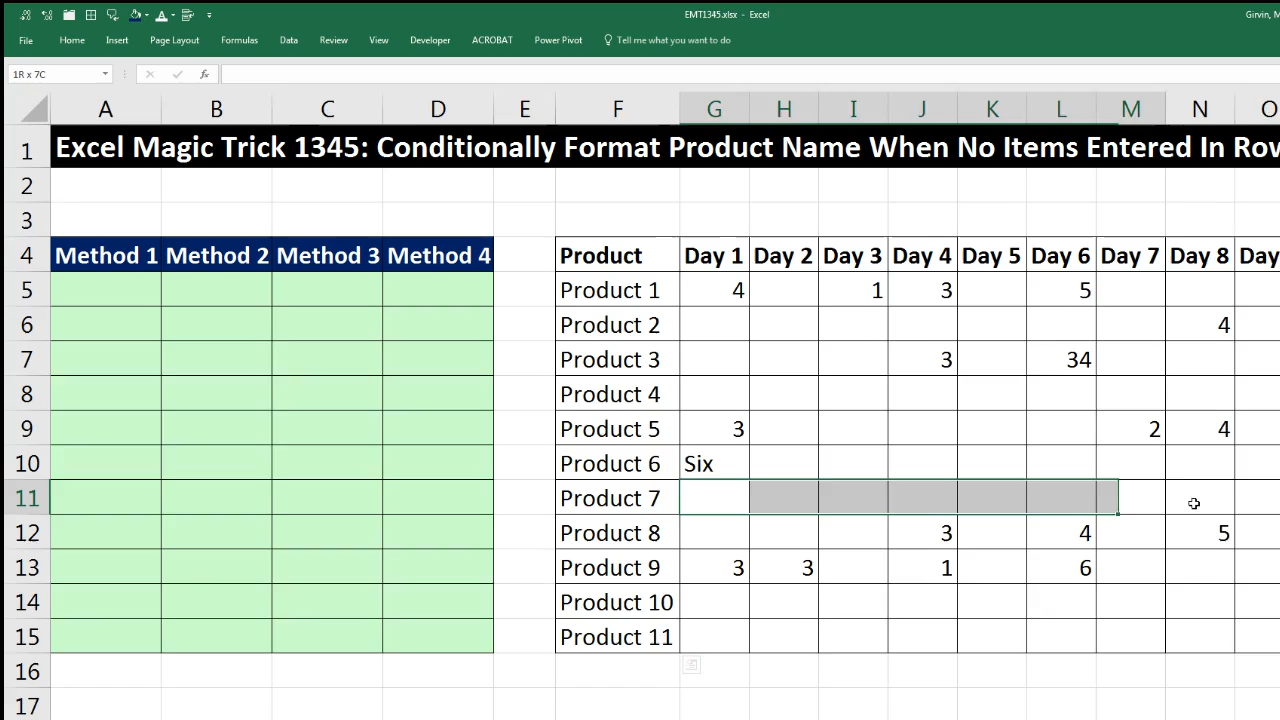 EMT1345.xlsx - Excel
Girvin, M
File Home Insert Page Layout Formulas Data Review View Developer ACROBAT Power Pivot Tell me what you want to do
1R x 7C fx
A B C D E F G H I J K L M N O
1 Excel Magic Trick 1345: Conditionally Format Product Name When No Items Entered In Row
2
3
4 Method 1 Method 2 Method 3 Method 4 Product Day 1 Day 2 Day 3 Day 4 Day 5 Day 6 Day 7 Day 8 Day
5 Product 1 4 1 3 5
6 Product 2 4
7 Product 3 3 34
8 Product 4
9 Product 5 3 2 4
10 Product 6 Six
11 Product 7
12 Product 8 3 4 5
13 Product 9 3 3 1 6
14 Product 10
15 Product 11
16
17